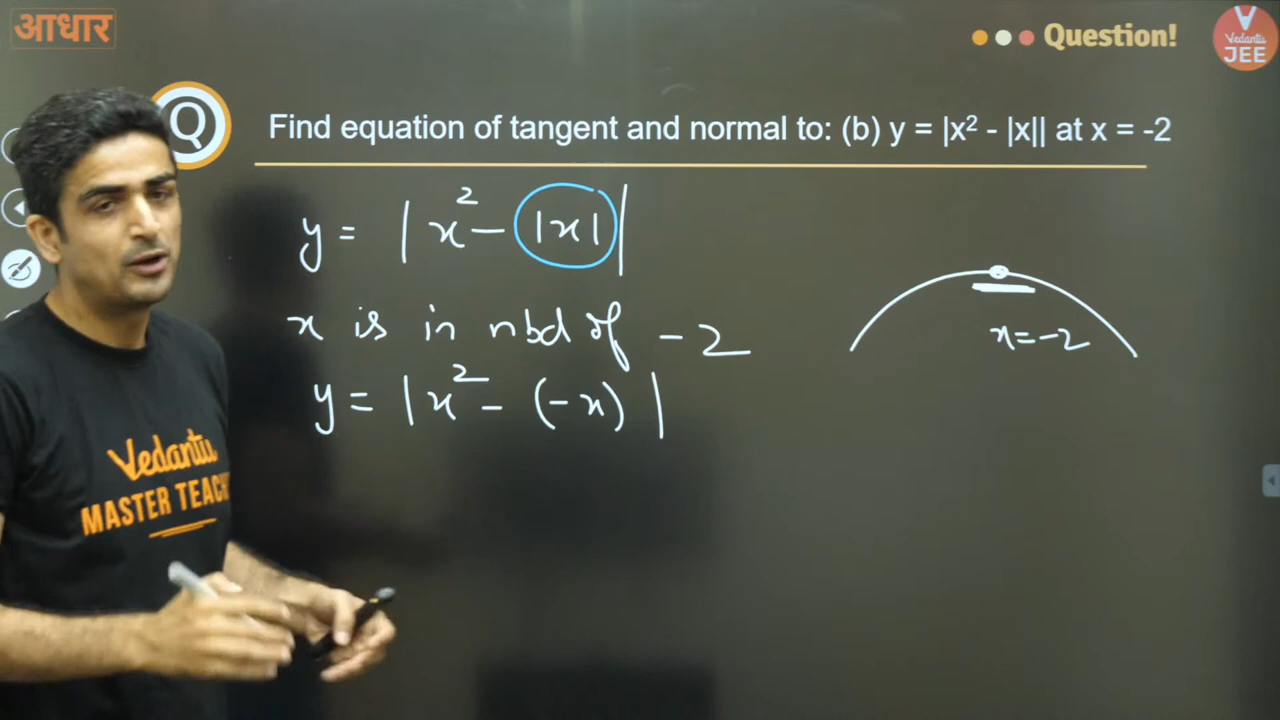 आधार
Question!
Vedantu
JEE
Q
Find equation of tangent and normal to: (b) y = |x² - |x|| at x = -2
y = | x² - |x| |
x is in nbd of -2
y = | x² - (-x) |
x = -2
Vedantu
MASTER TEACH